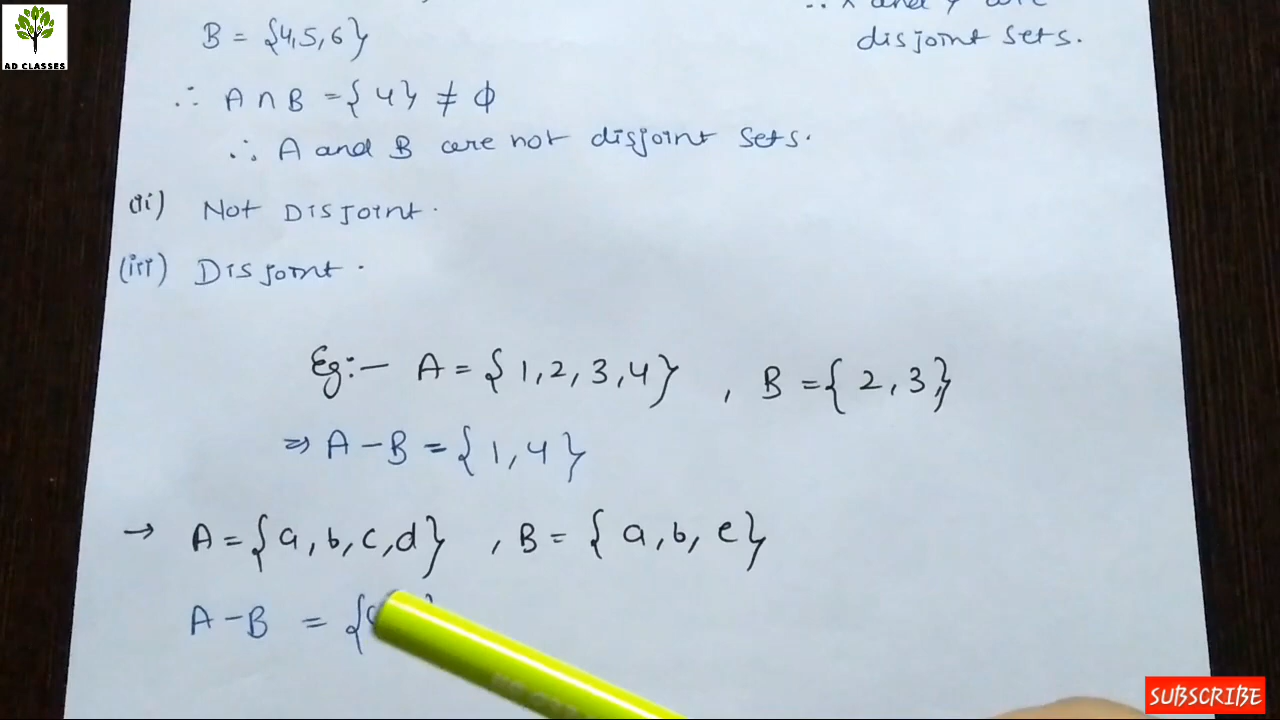 AD CLASSES
disjoint sets.
B = {4,5,6}
∴ A ∩ B = {4} ≠ ϕ
∴ A and B are not disjoint sets.
(ii) Not Disjoint.
(iii) Disjoint.
Eg:- A = {1,2,3,4} , B = {2,3}
⇒ A - B = {1,4}
→ A = {a,b,c,d} , B = {a,b,e}
A - B = {
SUBSCRIBE